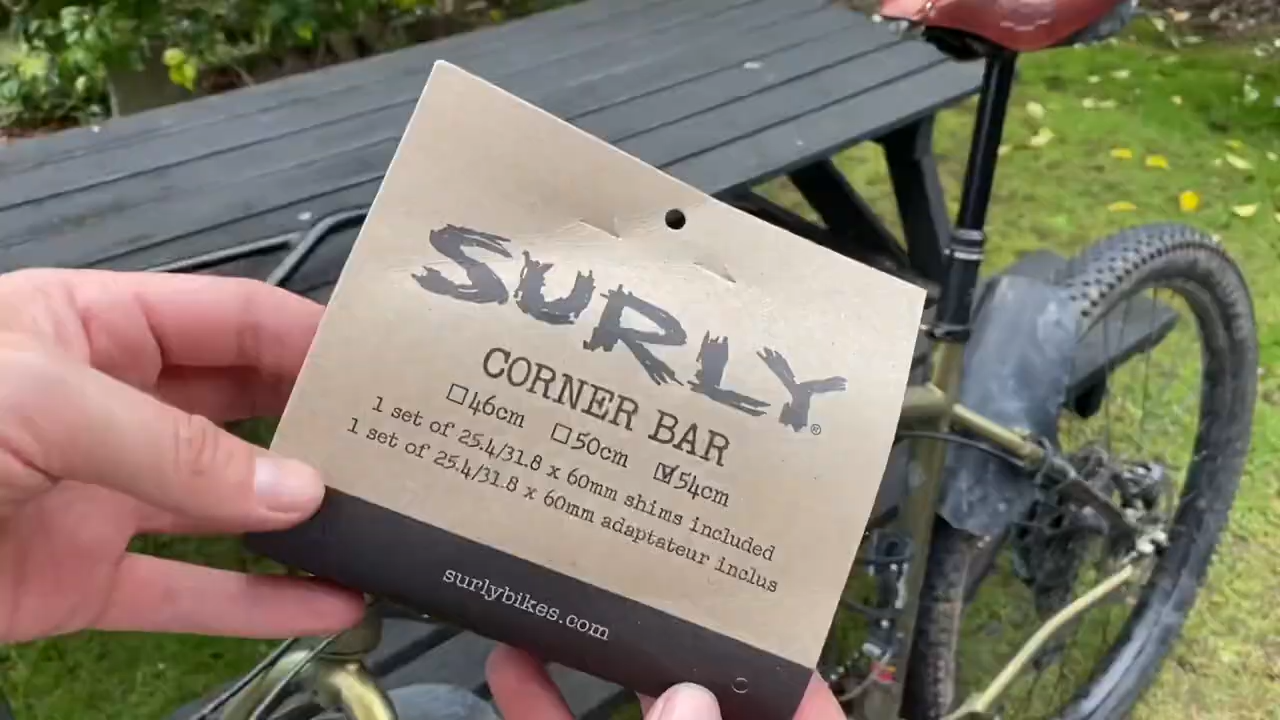 SURLY®
CORNER BAR
☐46cm ☐50cm ☑54cm
1 set of 25.4/31.8 x 60mm shims included
1 set of 25.4/31.8 x 60mm adaptateur inclus
surlybikes.com